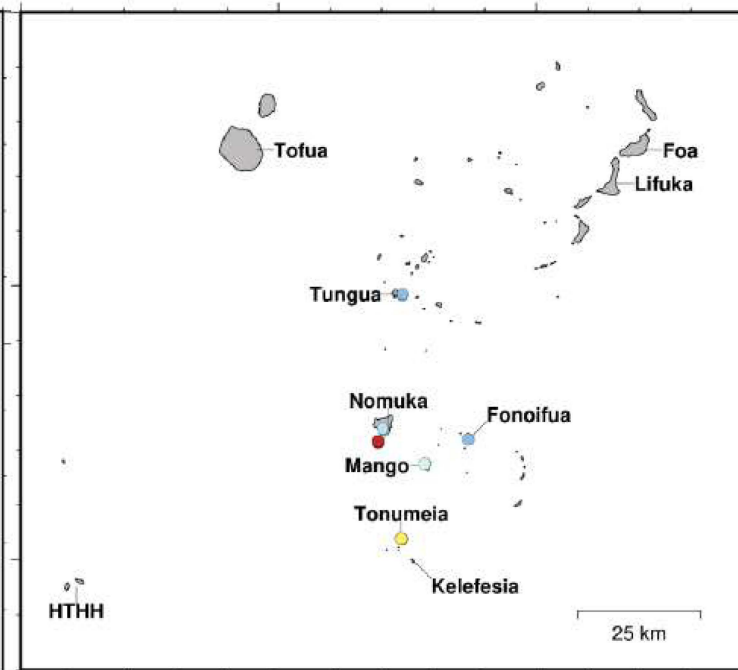 Tofua
Foa
Lifuka
Tungua
Nomuka
Fonoifua
Mango
Tonumeia
Kelefesia
HTHH
25 km